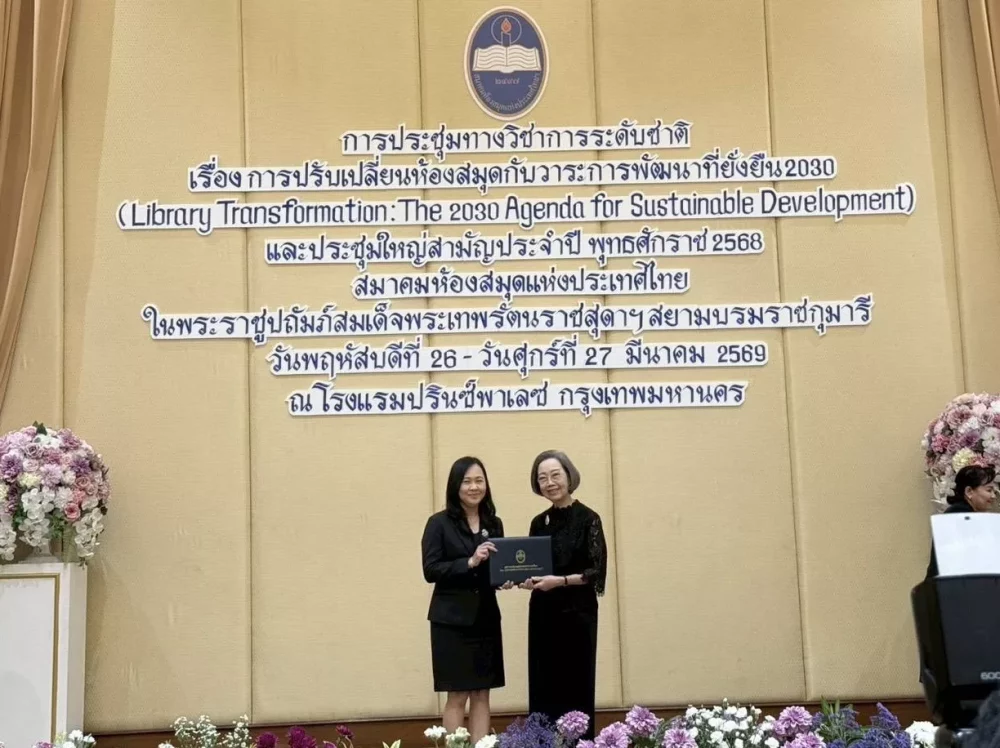 ๒๔๙๗
การประชุมทางวิชาการระดับชาติ
เรื่อง การปรับเปลี่ยนห้องสมุดกับวาระการพัฒนาที่ยั่งยืน 2030
(Library Transformation: The 2030 Agenda for Sustainable Development)
และประชุมใหญ่สามัญประจำปี พุทธศักราช 2568
สมาคมห้องสมุดแห่งประเทศไทย
ในพระราชูปถัมภ์สมเด็จพระเทพรัตนราชสุดาฯ สยามบรมราชกุมารี
วันพฤหัสบดีที่ 26 - วันศุกร์ที่ 27 มีนาคม 2569
ณ โรงแรมปรินซ์พาเลซ กรุงเทพมหานคร